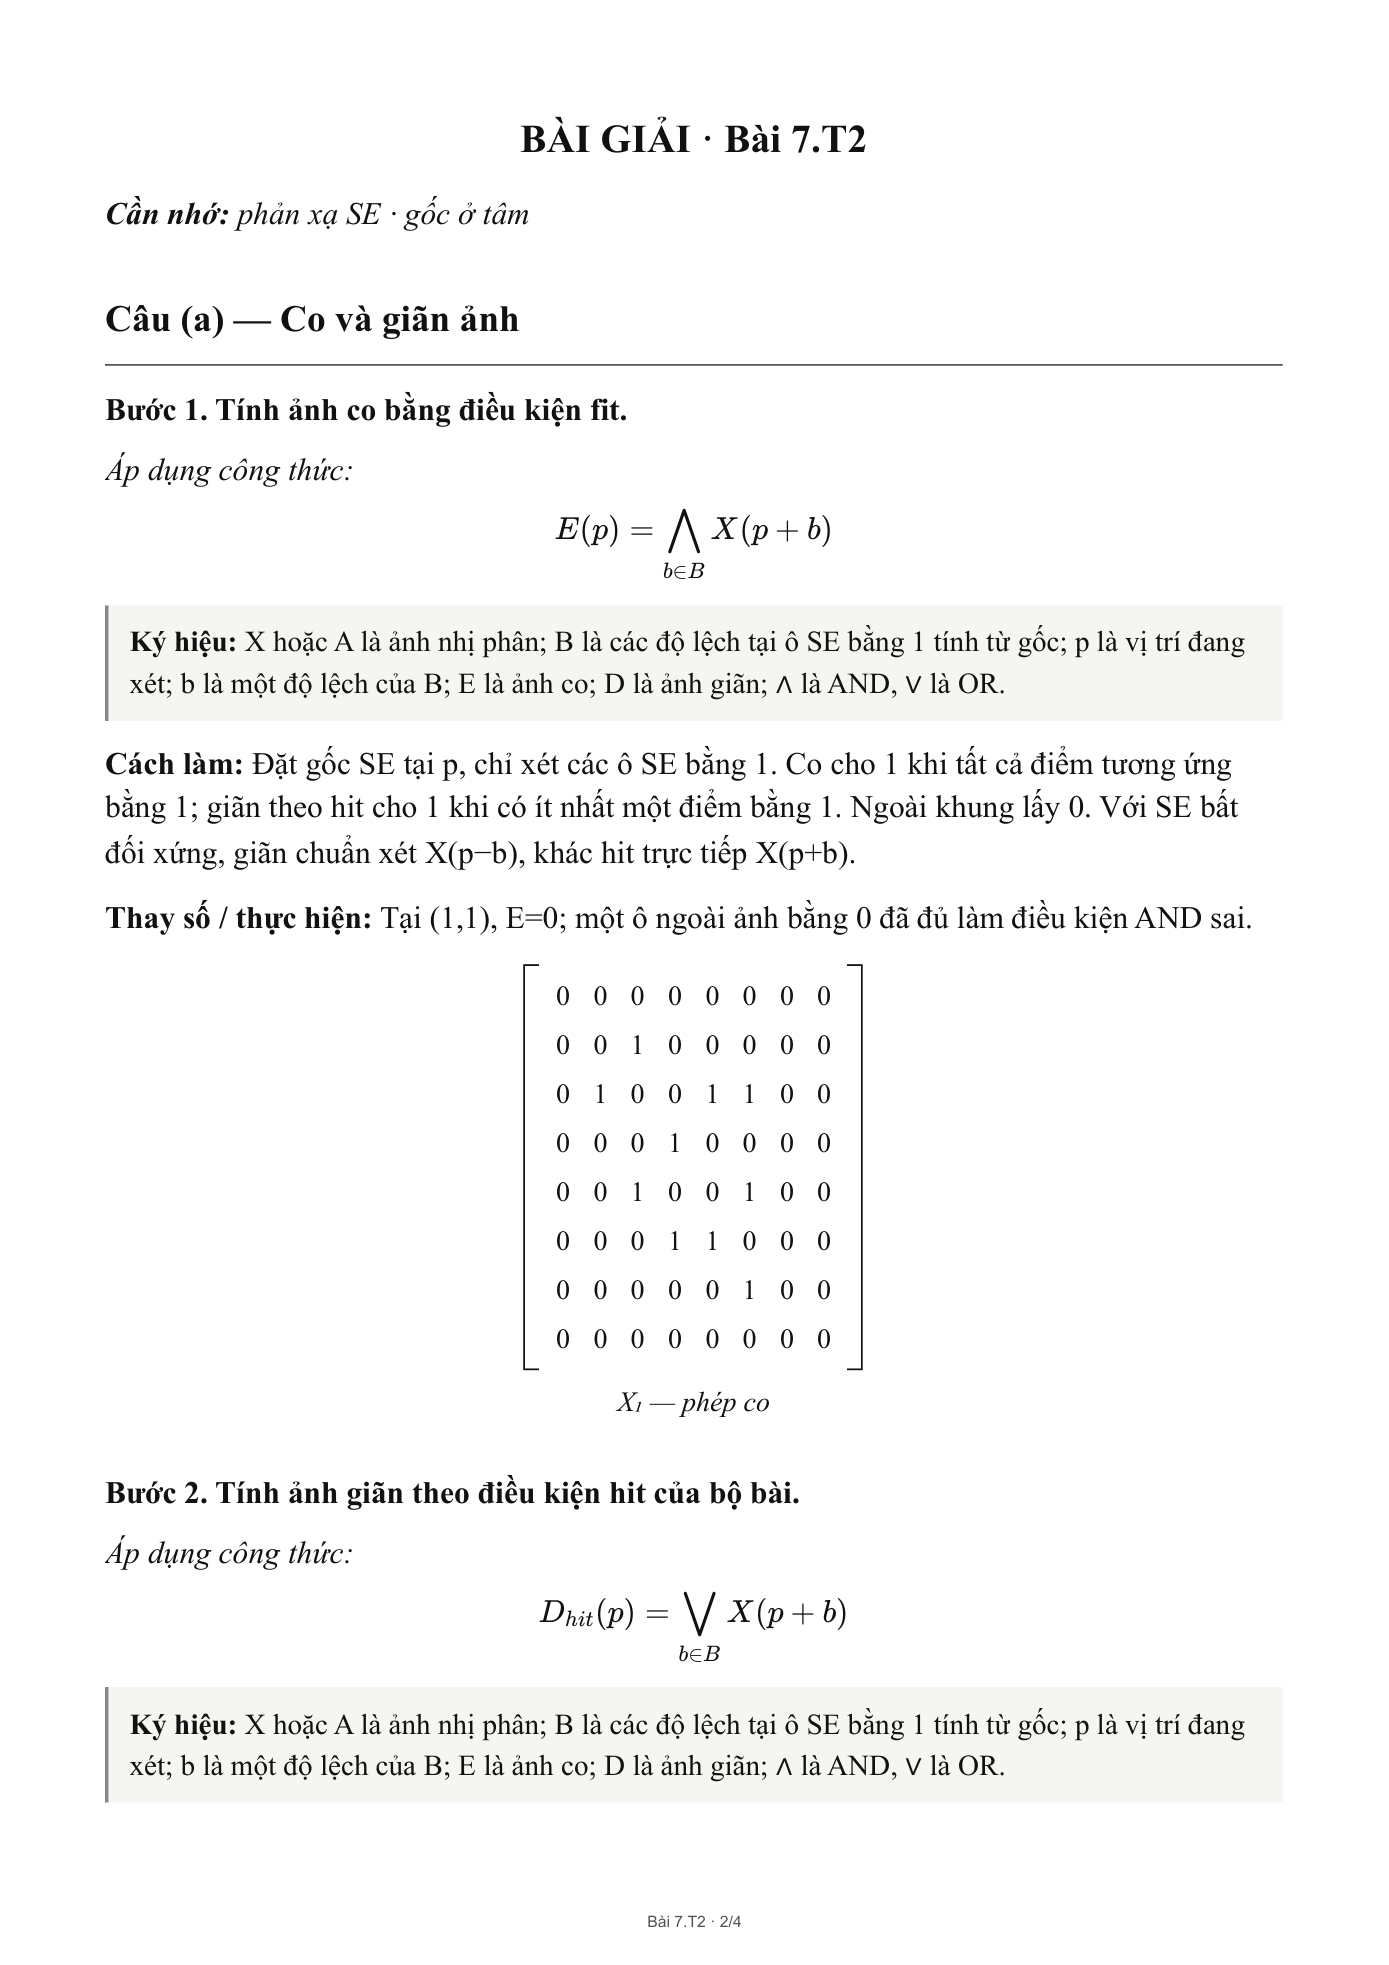 BÀI GIẢI · Bài 7.T2
Cần nhớ: phản xạ SE · gốc ở tâm
Câu (a) — Co và giãn ảnh
Bước 1. Tính ảnh co bằng điều kiện fit.
Áp dụng công thức:
E(p) = ⋀ X(p + b)
b∈B
Ký hiệu: X hoặc A là ảnh nhị phân; B là các độ lệch tại ô SE bằng 1 tính từ gốc; p là vị trí đang
xét; b là một độ lệch của B; E là ảnh co; D là ảnh giãn; ∧ là AND, ∨ là OR.
Cách làm: Đặt gốc SE tại p, chỉ xét các ô SE bằng 1. Co cho 1 khi tất cả điểm tương ứng
bằng 1; giãn theo hit cho 1 khi có ít nhất một điểm bằng 1. Ngoài khung lấy 0. Với SE bất
đối xứng, giãn chuẩn xét X(p−b), khác hit trực tiếp X(p+b).
Thay số / thực hiện: Tại (1,1), E=0; một ô ngoài ảnh bằng 0 đã đủ làm điều kiện AND sai.
0 0 0 0 0 0 0 0
0 0 1 0 0 0 0 0
0 1 0 0 1 1 0 0
0 0 0 1 0 0 0 0
0 0 1 0 0 1 0 0
0 0 0 1 1 0 0 0
0 0 0 0 0 1 0 0
0 0 0 0 0 0 0 0
X₁ — phép co
Bước 2. Tính ảnh giãn theo điều kiện hit của bộ bài.
Áp dụng công thức:
D_hit(p) = ⋁ X(p + b)
b∈B
Ký hiệu: X hoặc A là ảnh nhị phân; B là các độ lệch tại ô SE bằng 1 tính từ gốc; p là vị trí đang
xét; b là một độ lệch của B; E là ảnh co; D là ảnh giãn; ∧ là AND, ∨ là OR.
Bài 7.T2 · 2/4